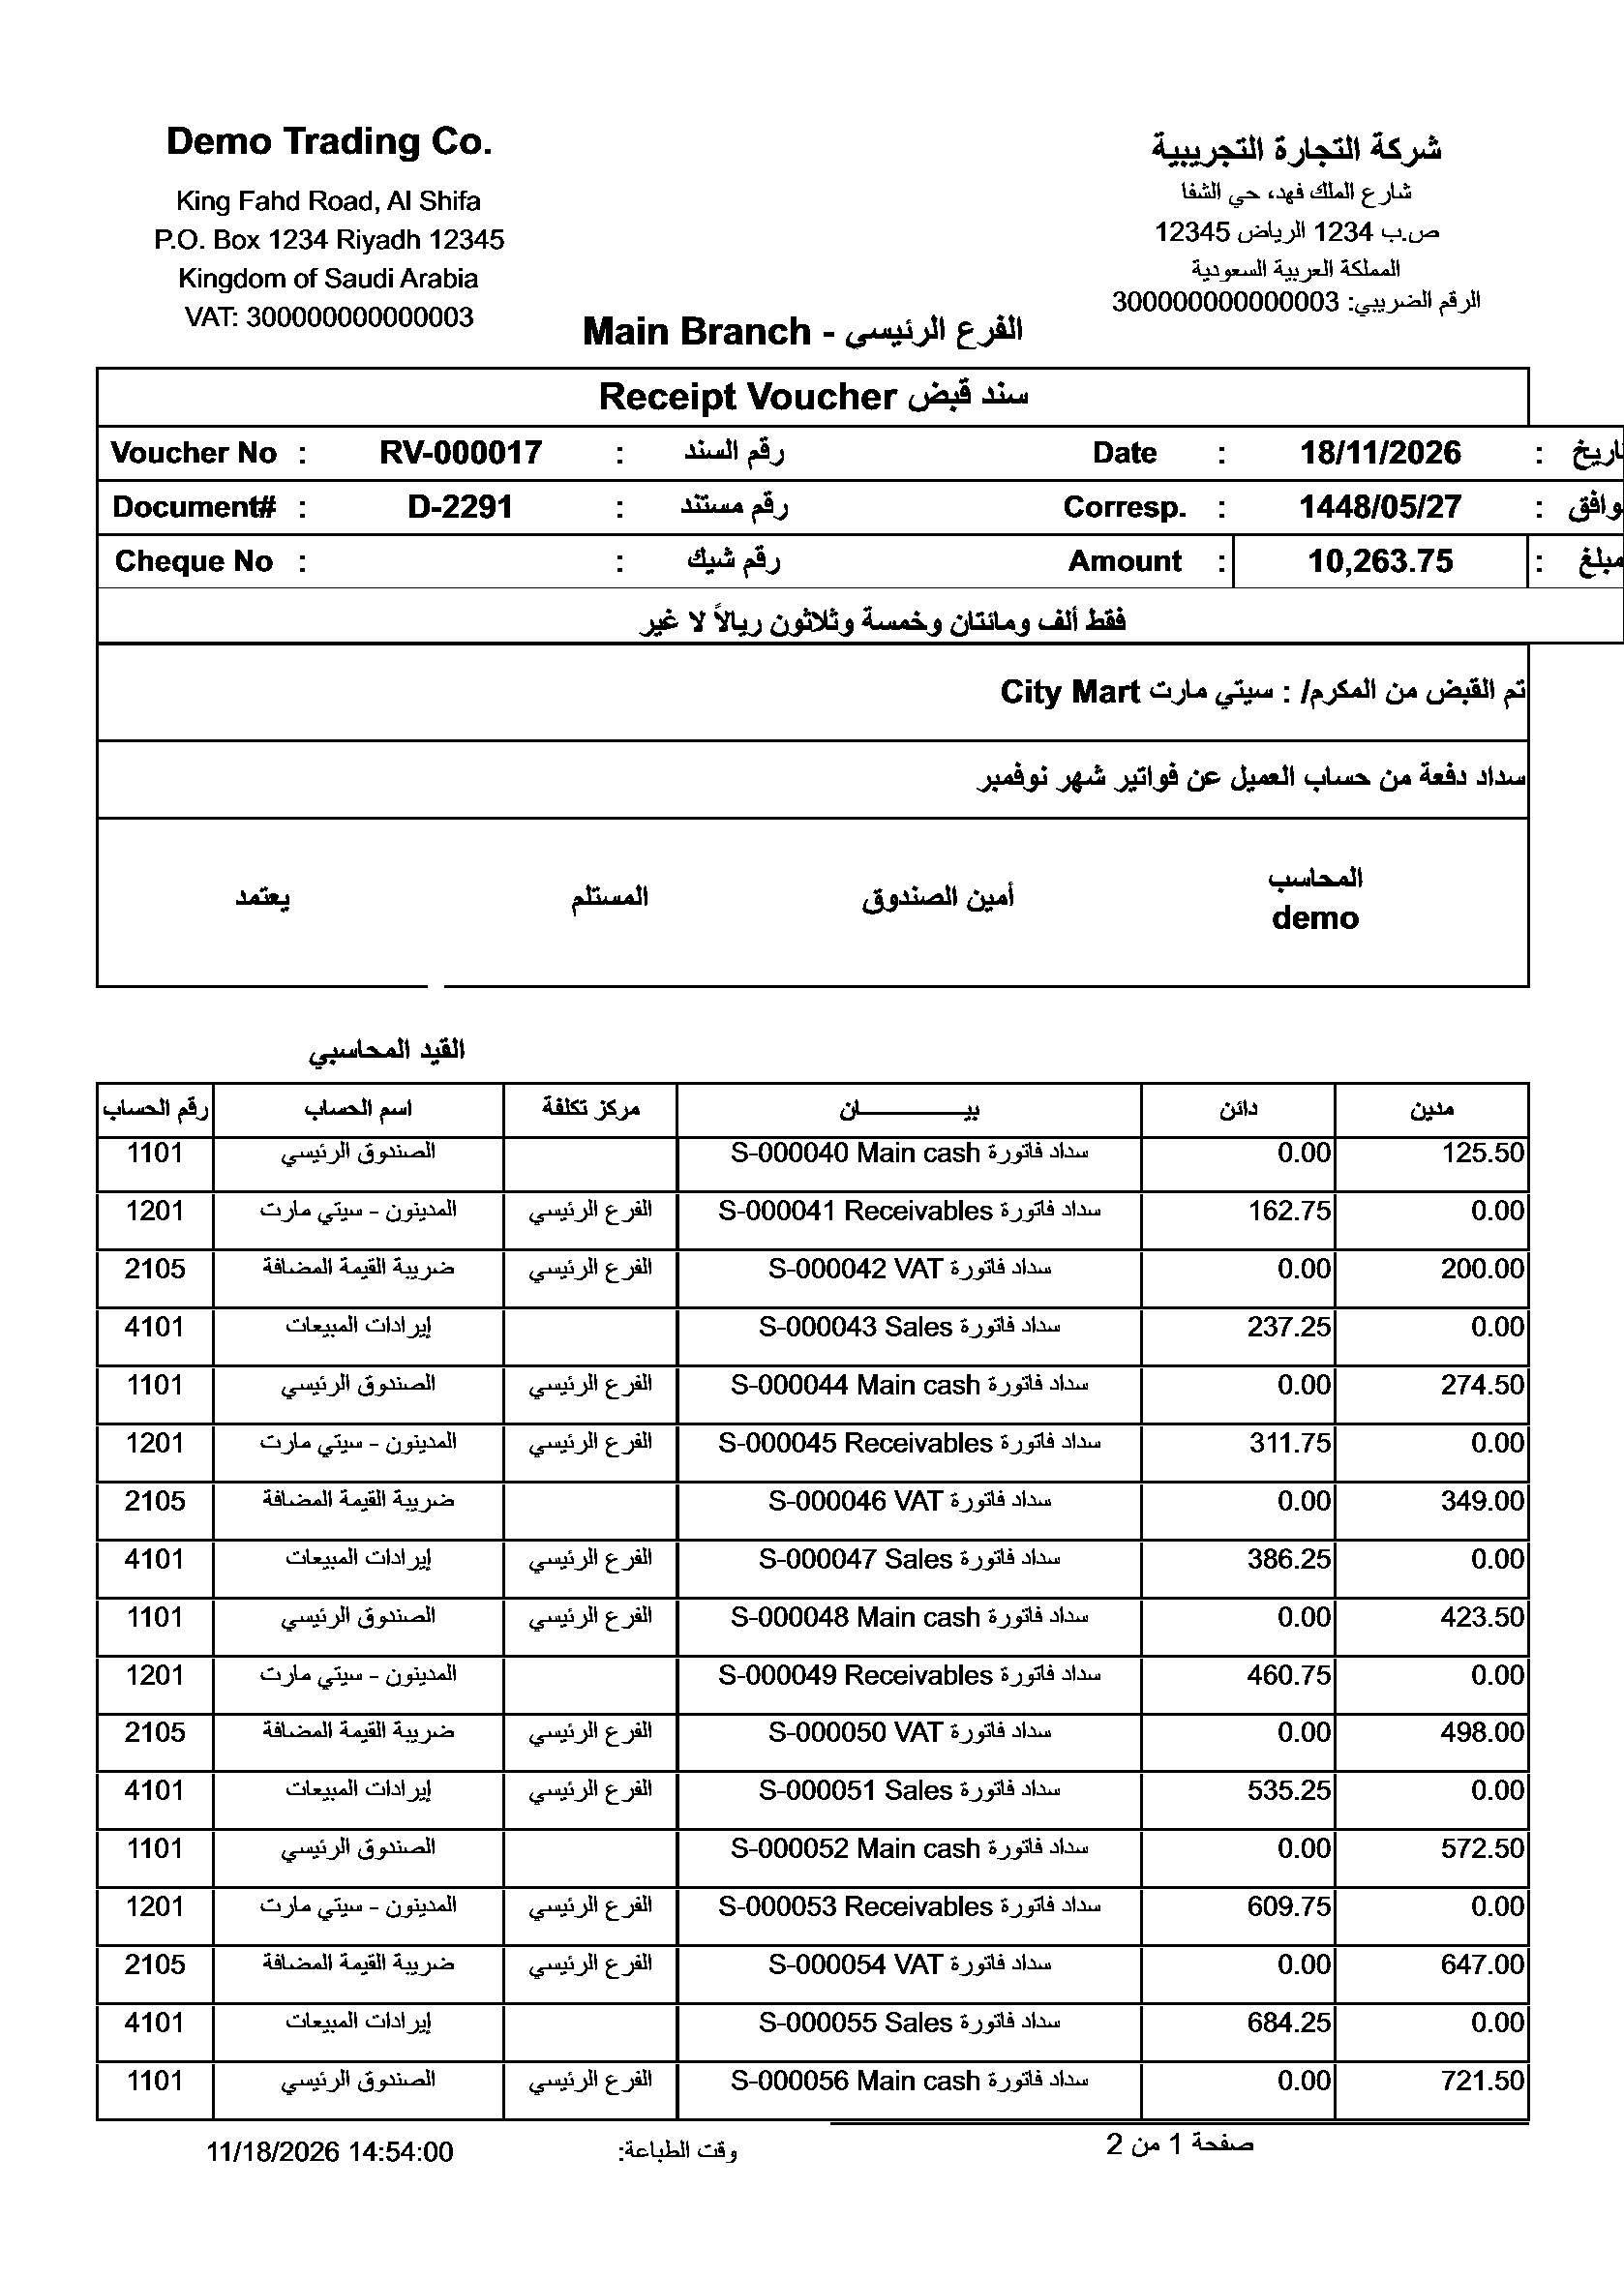 Demo Trading Co.
King Fahd Road, Al Shifa
P.O. Box 1234 Riyadh 12345
Kingdom of Saudi Arabia
VAT: 300000000000003
شركة التجارة التجريبية
شارع الملك فهد، حي الشفا
ص.ب 1234 الرياض 12345
المملكة العربية السعودية
الرقم الضريبي: 300000000000003
Main Branch - الفرع الرئيسي
Receipt Voucher سند قبض
Voucher No : RV-000017 : رقم السند Date : 18/11/2026 :
Document# : D-2291 : رقم مستند Corresp. : 1448/05/27 :
Cheque No : : رقم شيك Amount : 10,263.75 :
فقط ألف ومائتان وخمسة وثلاثون ريالاً لا غير
تم القبض من المكرم/ : سيتي مارت City Mart
سداد دفعة من حساب العميل عن فواتير شهر نوفمبر
المحاسب أمين الصندوق المستلم يعتمد
demo
القيد المحاسبي
رقم الحساب اسم الحساب مركز تكلفة بيـــــــــــان دائن مدين
1101 الصندوق الرئيسي سداد فاتورة S-000040 Main cash 0.00 125.50
1201 المدينون - سيتي مارت الفرع الرئيسي سداد فاتورة S-000041 Receivables 162.75 0.00
2105 ضريبة القيمة المضافة الفرع الرئيسي سداد فاتورة S-000042 VAT 0.00 200.00
4101 إيرادات المبيعات سداد فاتورة S-000043 Sales 237.25 0.00
1101 الصندوق الرئيسي الفرع الرئيسي سداد فاتورة S-000044 Main cash 0.00 274.50
1201 المدينون - سيتي مارت الفرع الرئيسي سداد فاتورة S-000045 Receivables 311.75 0.00
2105 ضريبة القيمة المضافة سداد فاتورة S-000046 VAT 0.00 349.00
4101 إيرادات المبيعات الفرع الرئيسي سداد فاتورة S-000047 Sales 386.25 0.00
1101 الصندوق الرئيسي الفرع الرئيسي سداد فاتورة S-000048 Main cash 0.00 423.50
1201 المدينون - سيتي مارت سداد فاتورة S-000049 Receivables 460.75 0.00
2105 ضريبة القيمة المضافة الفرع الرئيسي سداد فاتورة S-000050 VAT 0.00 498.00
4101 إيرادات المبيعات الفرع الرئيسي سداد فاتورة S-000051 Sales 535.25 0.00
1101 الصندوق الرئيسي سداد فاتورة S-000052 Main cash 0.00 572.50
1201 المدينون - سيتي مارت الفرع الرئيسي سداد فاتورة S-000053 Receivables 609.75 0.00
2105 ضريبة القيمة المضافة الفرع الرئيسي سداد فاتورة S-000054 VAT 0.00 647.00
4101 إيرادات المبيعات سداد فاتورة S-000055 Sales 684.25 0.00
1101 الصندوق الرئيسي الفرع الرئيسي سداد فاتورة S-000056 Main cash 0.00 721.50
11/18/2026 14:54:00 وقت الطباعة: صفحة 1 من 2